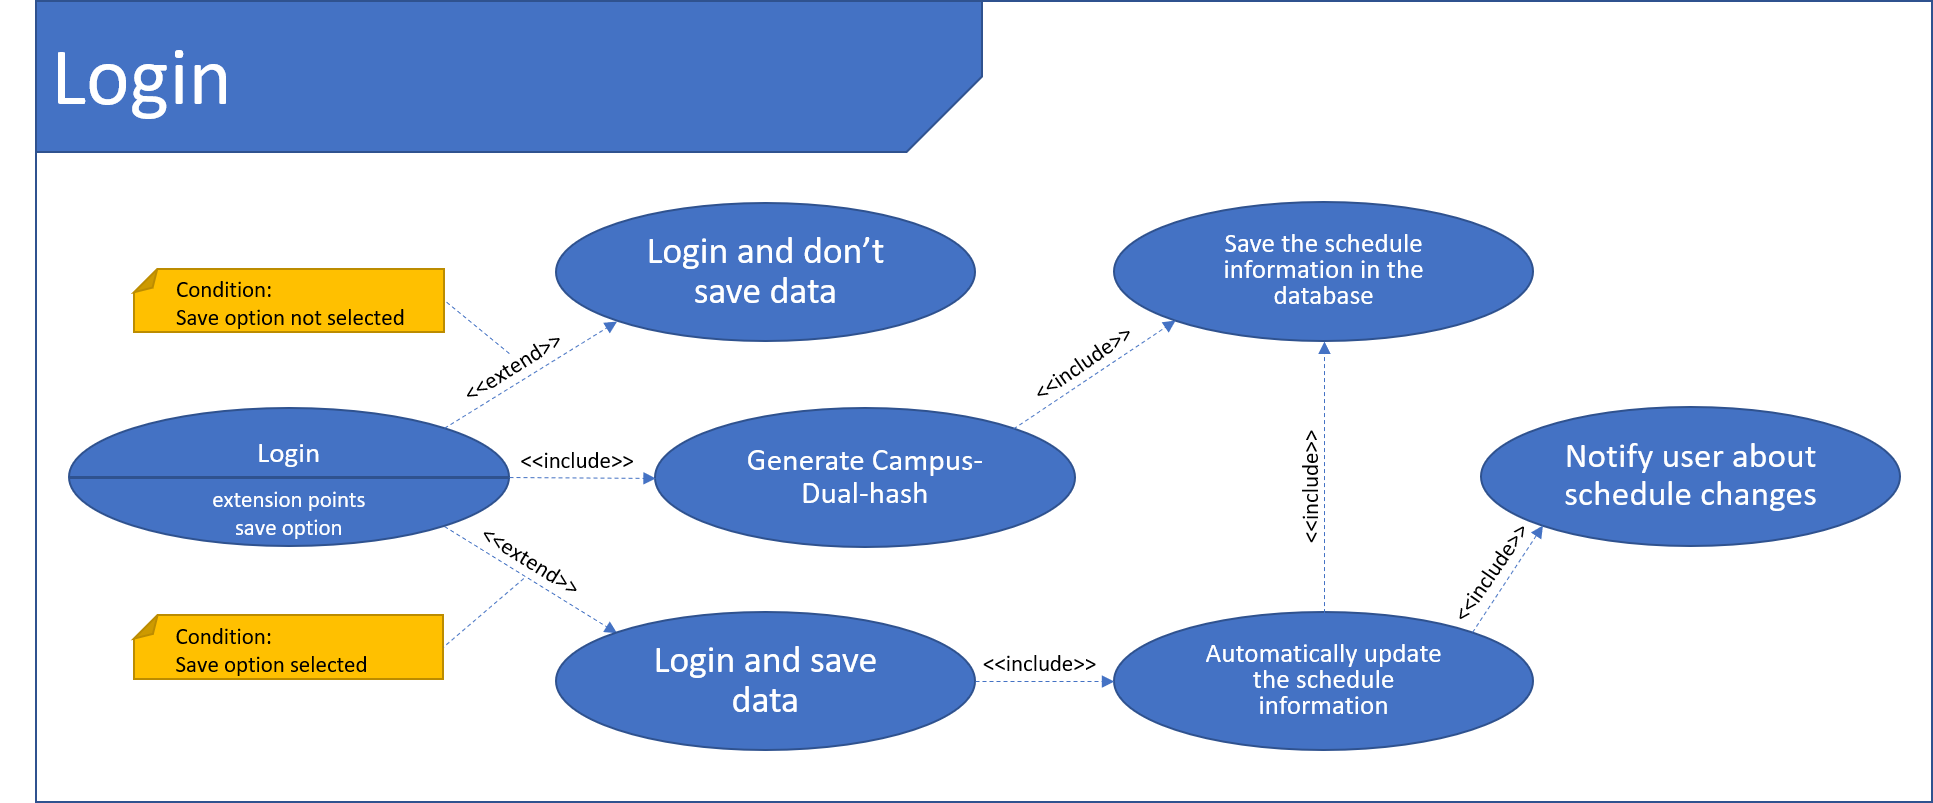 Login
Login and don’t
save data
Save the schedule
information in the
database
Condition:
Save option not selected
<<extend>>
<<include>>
Login
extension points
save option
<<include>>
Generate Campus-
Dual-hash
<<include>>
Notify user about
schedule changes
<<extend>>
<<include>>
Condition:
Save option selected
Login and save
data
<<include>>
Automatically update
the schedule
information